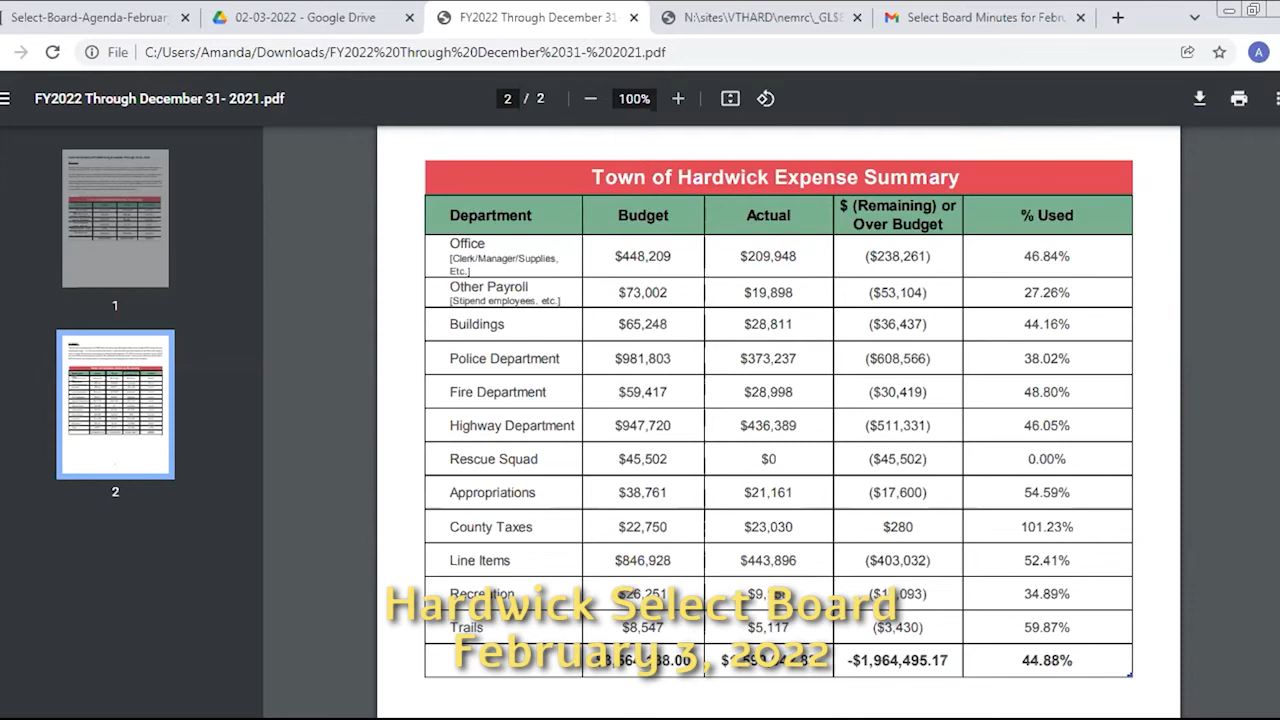 Select-Board-Agenda-February
02-03-2022 - Google Drive
FY2022 Through December 31
N:\sites\VTHARD\nemrc\_GL$8
Select Board Minutes for Febru
File C:/Users/Amanda/Downloads/FY2022%20Through%20December%2031-%202021.pdf
A
FY2022 Through December 31- 2021.pdf
2 / 2
100%
1
2
Town of Hardwick Expense Summary
Department Budget Actual $ (Remaining) or Over Budget % Used
Office [Clerk/Manager/Supplies, Etc.] $448,209 $209,948 ($238,261) 46.84%
Other Payroll [Stipend employees, etc.] $73,002 $19,898 ($53,104) 27.26%
Buildings $65,248 $28,811 ($36,437) 44.16%
Police Department $981,803 $373,237 ($608,566) 38.02%
Fire Department $59,417 $28,998 ($30,419) 48.80%
Highway Department $947,720 $436,389 ($511,331) 46.05%
Rescue Squad $45,502 $0 ($45,502) 0.00%
Appropriations $38,761 $21,161 ($17,600) 54.59%
County Taxes $22,750 $23,030 $280 101.23%
Line Items $846,928 $443,896 ($403,032) 52.41%
Recreation $26,251 34.89%
Trails $8,547 $5,117 ($3,430) 59.87%
-$1,964,495.17 44.88%
Hardwick Select Board
February 3, 2022